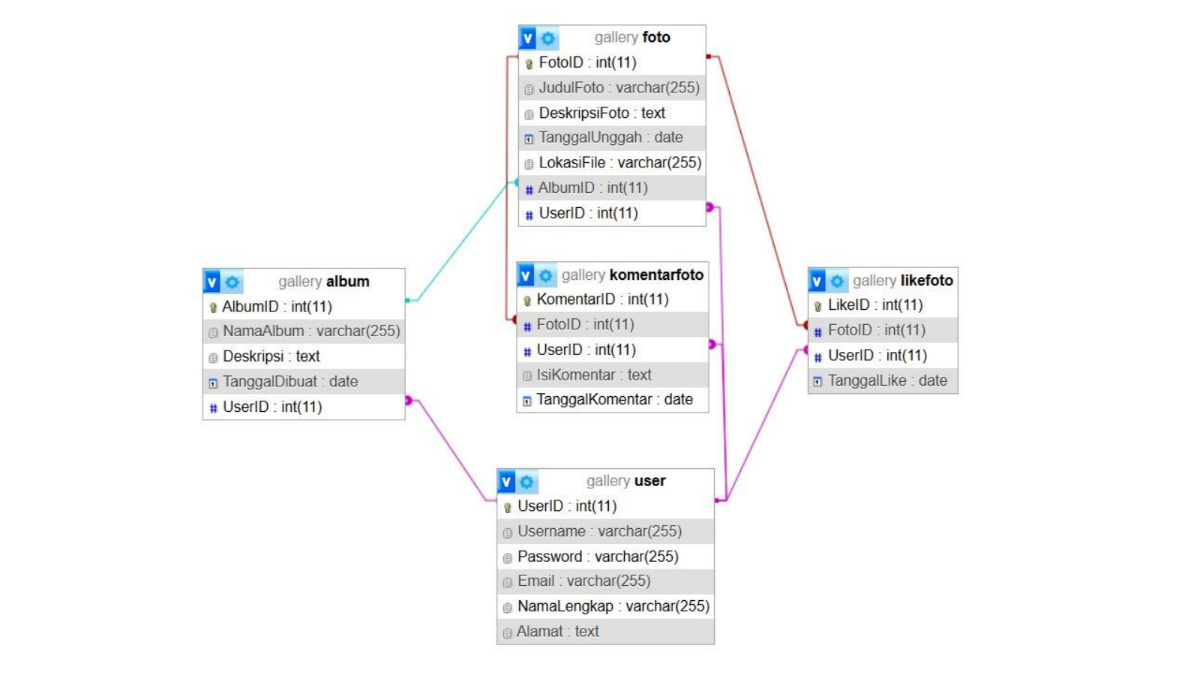 gallery foto
FotoID : int(11)
JudulFoto : varchar(255)
DeskripsiFoto : text
TanggalUnggah : date
LokasiFile : varchar(255)
AlbumID : int(11)
UserID : int(11)
gallery album
AlbumID : int(11)
NamaAlbum : varchar(255)
Deskripsi : text
TanggalDibuat : date
UserID : int(11)
gallery komentarfoto
KomentarID : int(11)
FotoID : int(11)
UserID : int(11)
IsiKomentar : text
TanggalKomentar : date
gallery likefoto
LikeID : int(11)
FotoID : int(11)
UserID : int(11)
TanggalLike : date
gallery user
UserID : int(11)
Username : varchar(255)
Password : varchar(255)
Email : varchar(255)
NamaLengkap : varchar(255)
Alamat : text